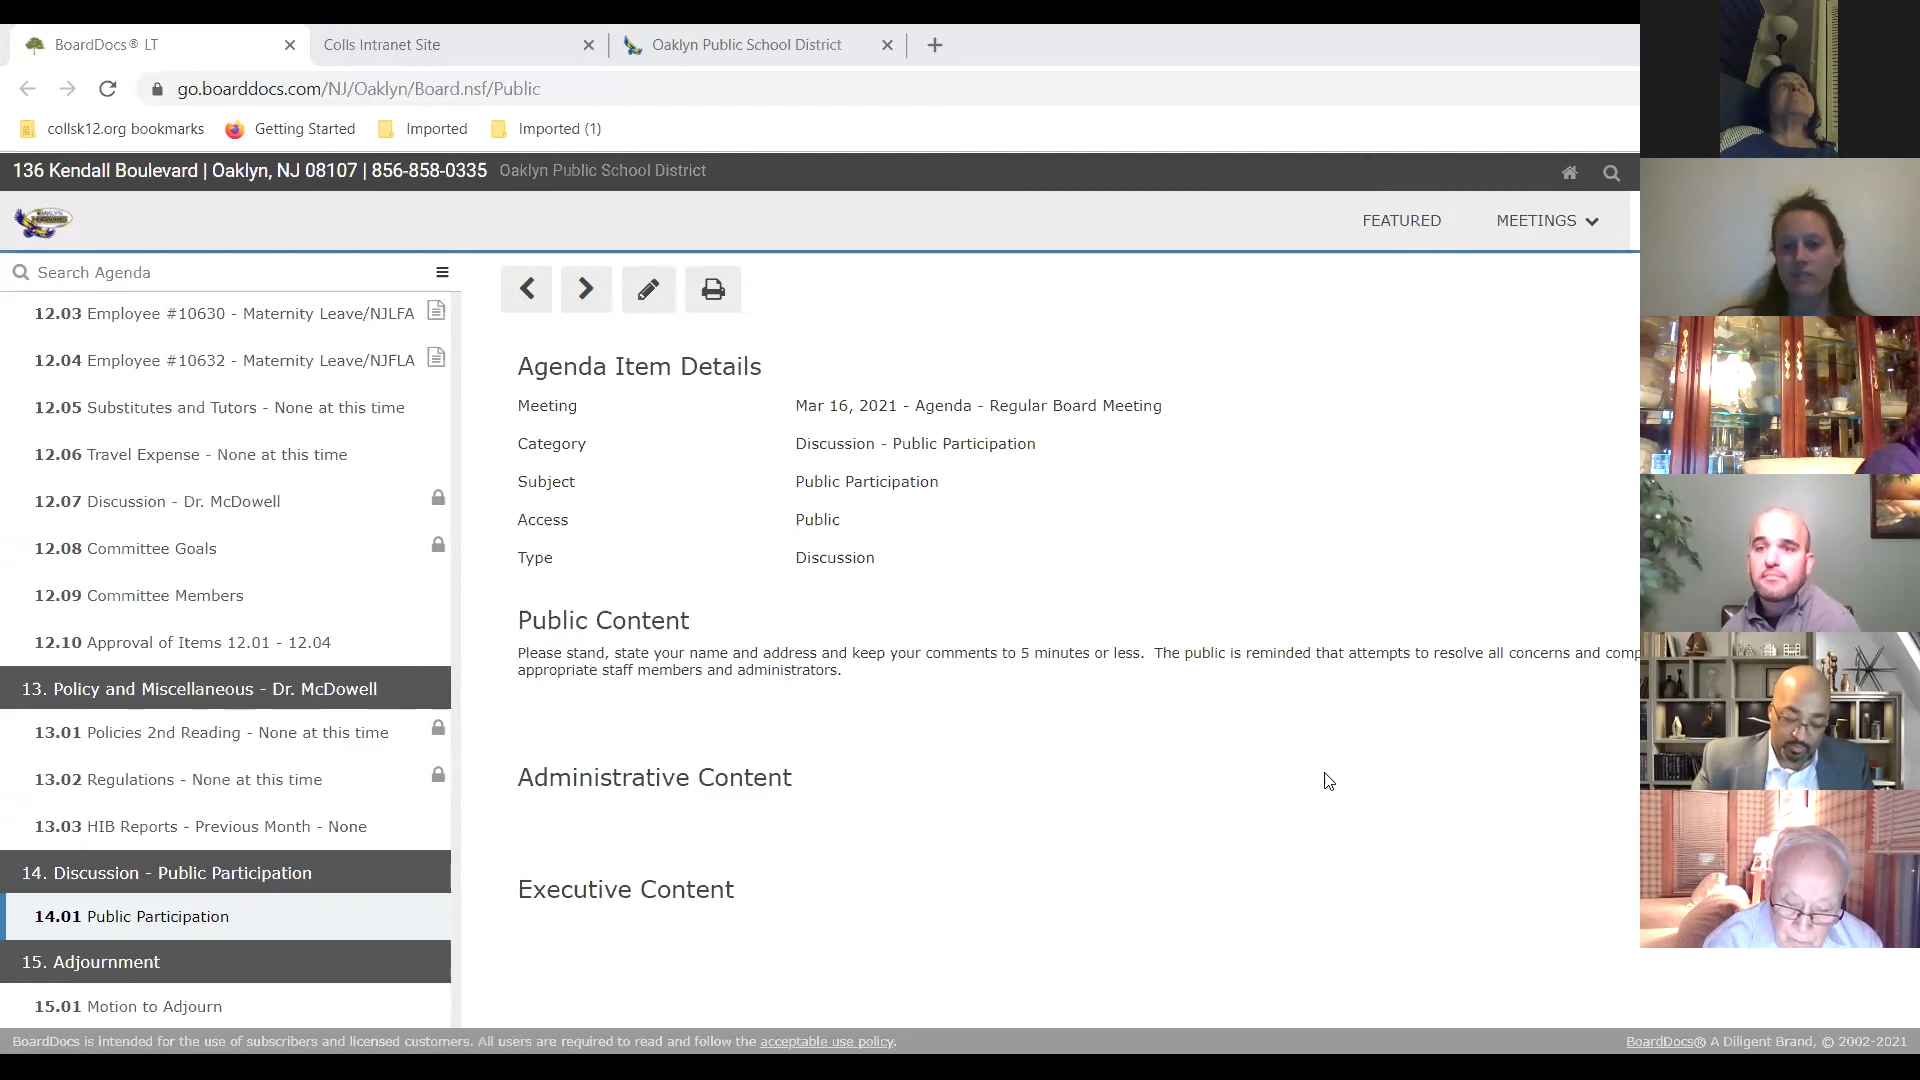 BoardDocs® LT
Colls Intranet Site
Oaklyn Public School District
go.boarddocs.com/NJ/Oaklyn/Board.nsf/Public
collsk12.org bookmarks
Getting Started
Imported
Imported (1)
136 Kendall Boulevard | Oaklyn, NJ 08107 | 856-858-0335 Oaklyn Public School District
FEATURED
MEETINGS
Search Agenda
12.03 Employee #10630 - Maternity Leave/NJLFA
12.04 Employee #10632 - Maternity Leave/NJFLA
12.05 Substitutes and Tutors - None at this time
12.06 Travel Expense - None at this time
12.07 Discussion - Dr. McDowell
12.08 Committee Goals
12.09 Committee Members
12.10 Approval of Items 12.01 - 12.04
13. Policy and Miscellaneous - Dr. McDowell
13.01 Policies 2nd Reading - None at this time
13.02 Regulations - None at this time
13.03 HIB Reports - Previous Month - None
14. Discussion - Public Participation
14.01 Public Participation
15. Adjournment
15.01 Motion to Adjourn
Agenda Item Details
Meeting Mar 16, 2021 - Agenda - Regular Board Meeting
Category Discussion - Public Participation
Subject Public Participation
Access Public
Type Discussion
Public Content
Please stand, state your name and address and keep your comments to 5 minutes or less. The public is reminded that attempts to resolve all concerns and comp
appropriate staff members and administrators.
Administrative Content
Executive Content
BoardDocs is intended for the use of subscribers and licensed customers. All users are required to read and follow the acceptable use policy.
BoardDocs® A Diligent Brand, © 2002-2021